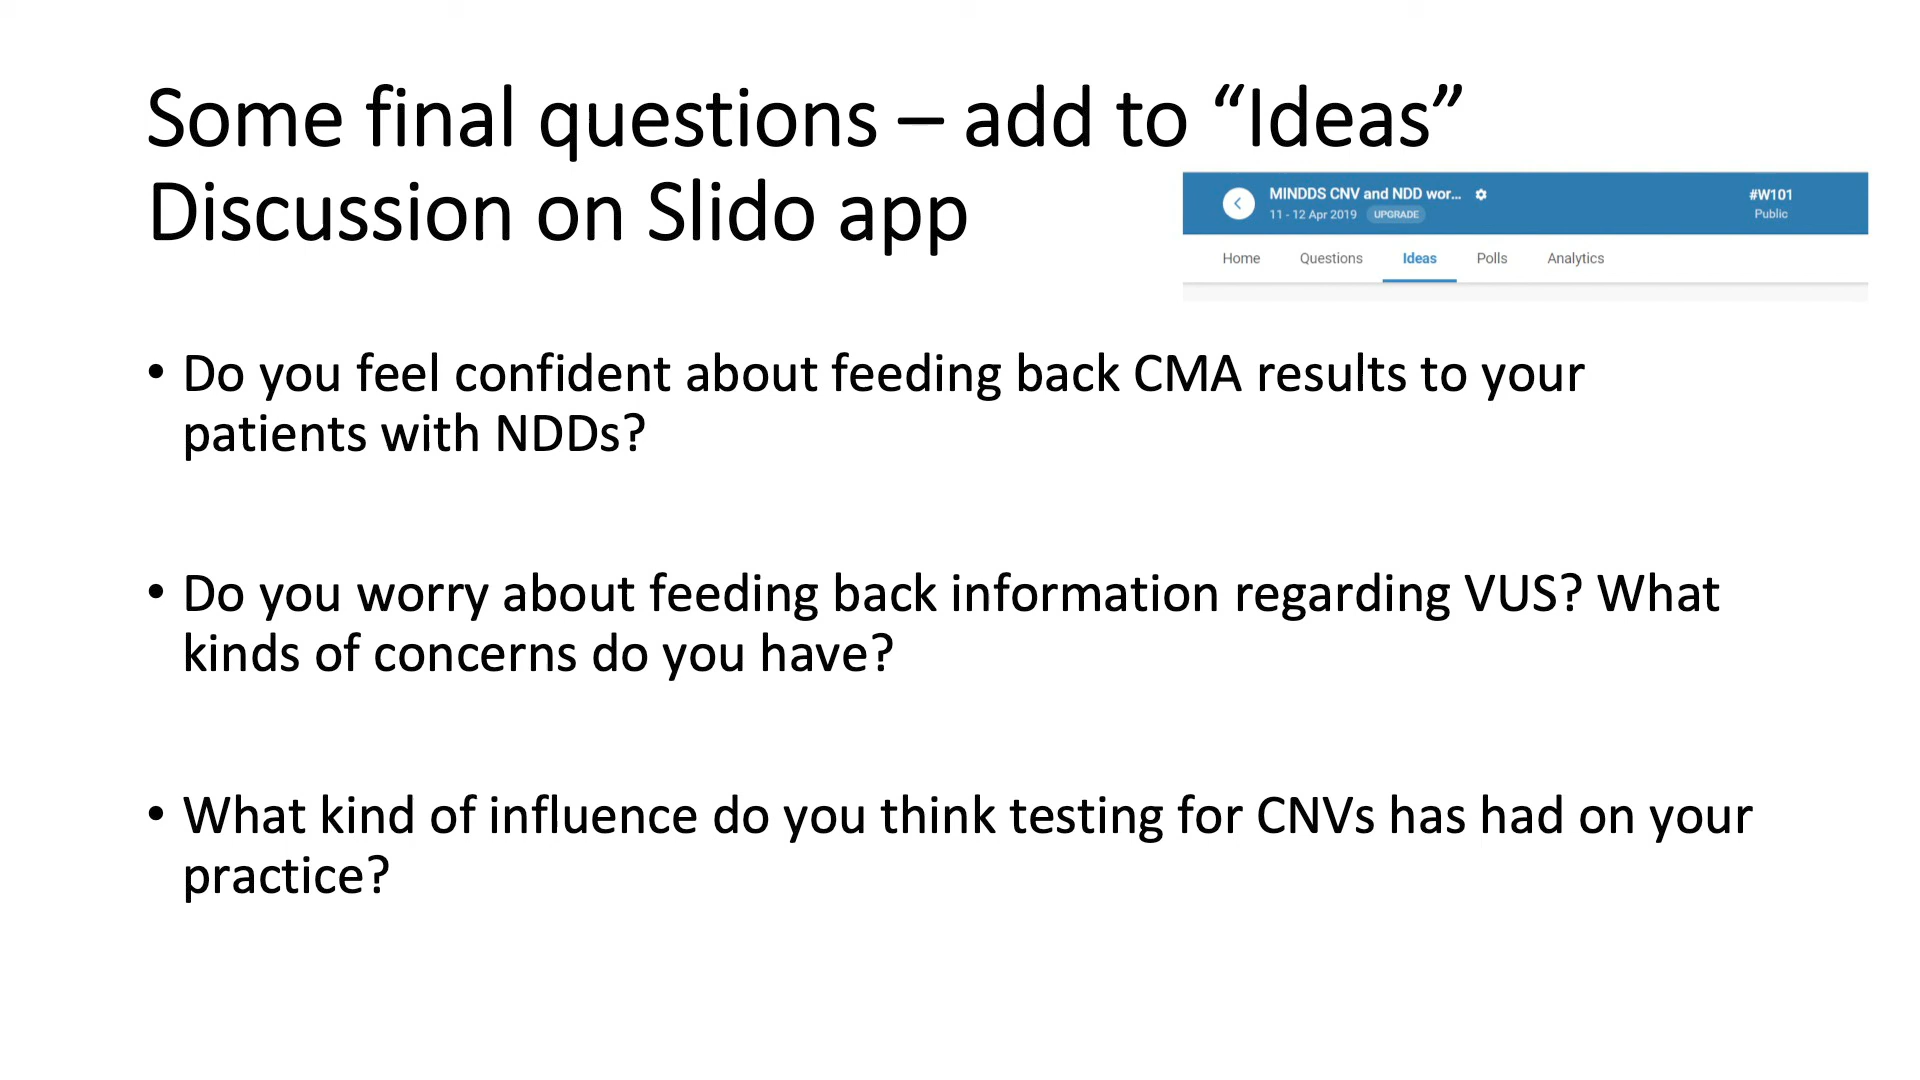 Some final questions – add to “Ideas”
Discussion on Slido app
MINDDS CNV and NDD wor...
#W101
11 - 12 Apr 2019 UPGRADE
Public
Home Questions Ideas Polls Analytics
• Do you feel confident about feeding back CMA results to your
patients with NDDs?
• Do you worry about feeding back information regarding VUS? What
kinds of concerns do you have?
• What kind of influence do you think testing for CNVs has had on your
practice?